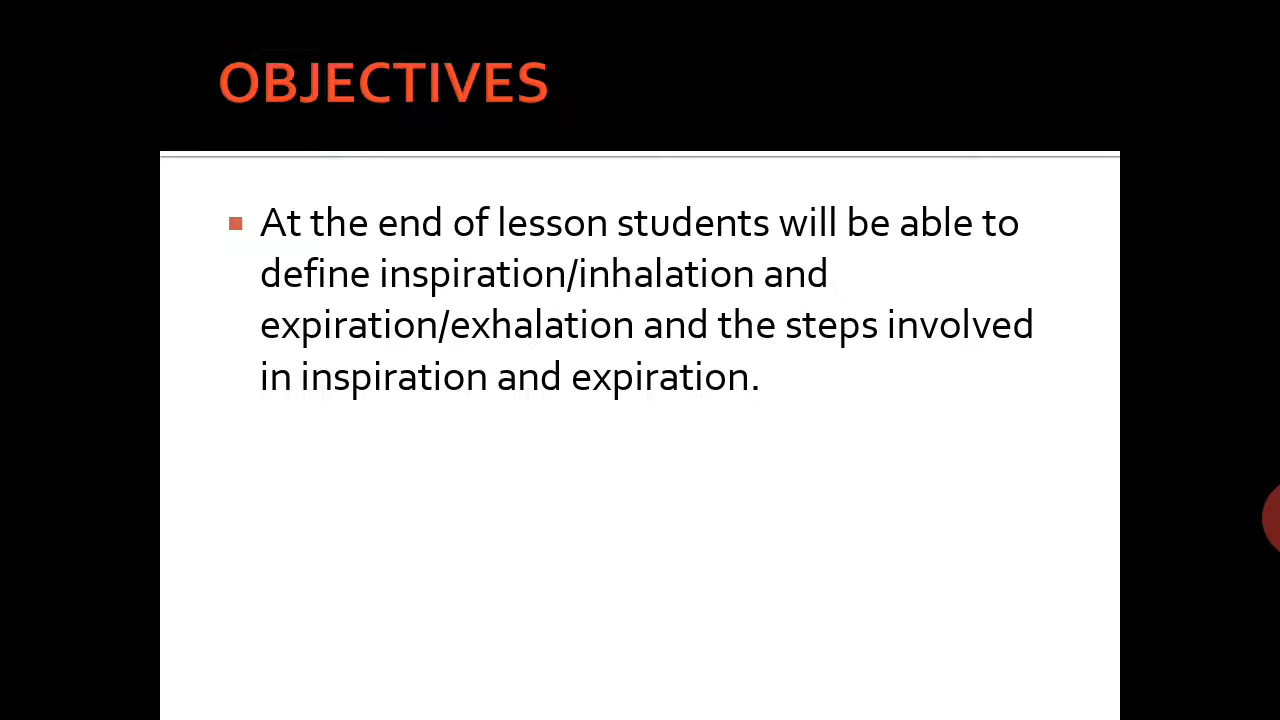 OBJECTIVES
At the end of lesson students will be able to
define inspiration/inhalation and
expiration/exhalation and the steps involved
in inspiration and expiration.